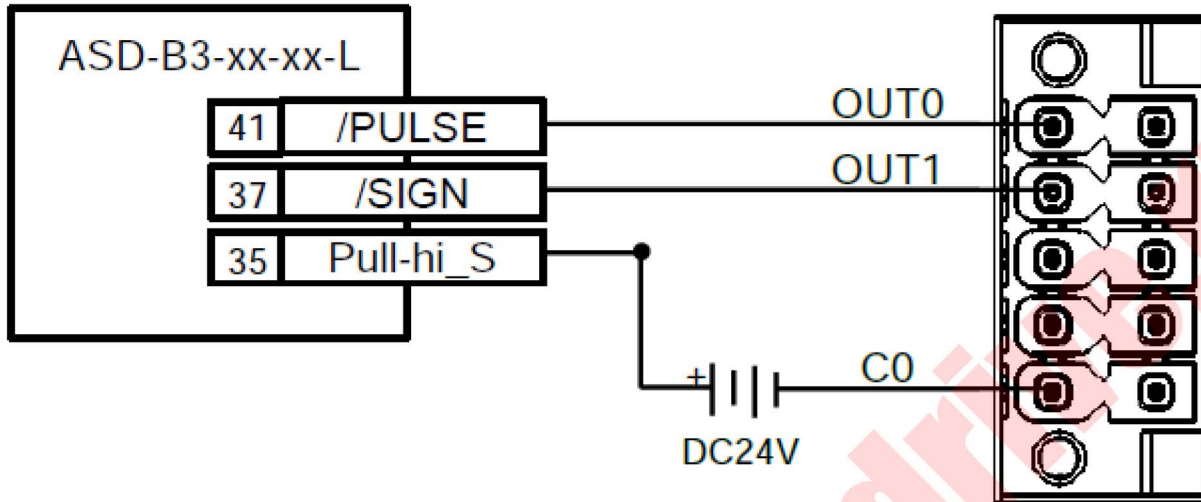 ASD-B3-xx-xx-L
41 /PULSE OUT0
37 /SIGN OUT1
35 Pull-hi_S
+ C0
DC24V